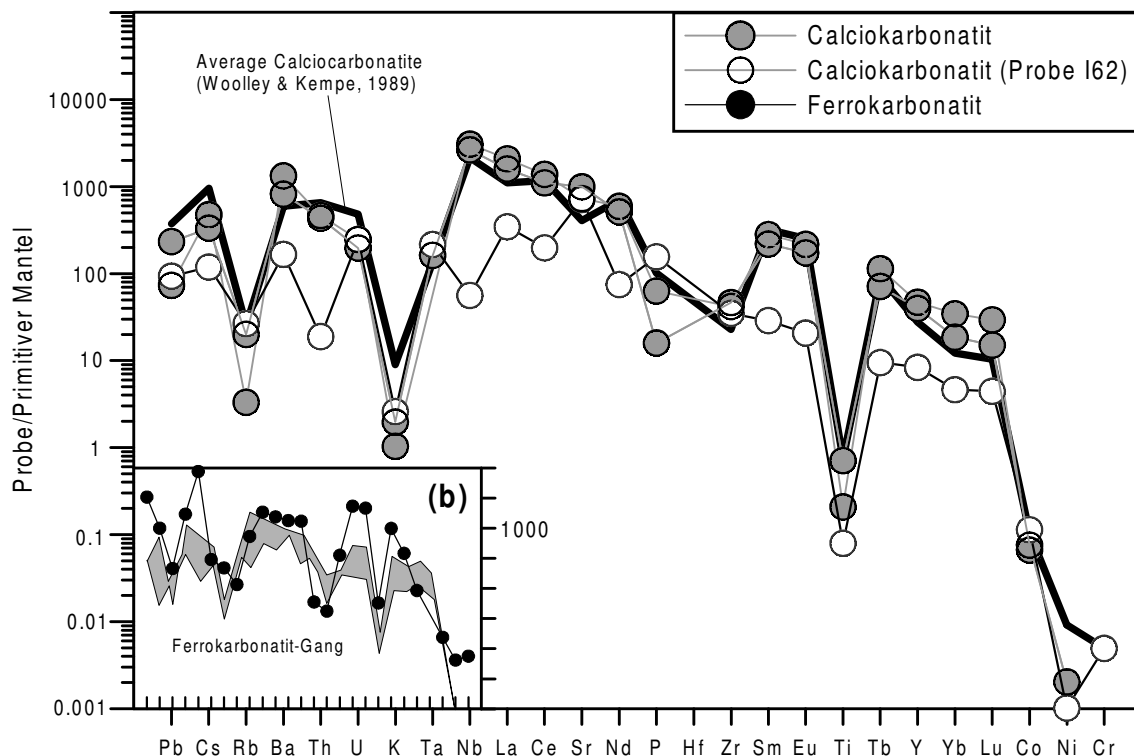 Calciokarbonatit
Calciokarbonatit (Probe I62)
Ferrokarbonatit
Average Calciocarbonatite
(Woolley & Kempe, 1989)
10000
1000
100
10
1
0.1
0.01
0.001
Probe/Primitiver Mantel
(b)
1000
Ferrokarbonatit-Gang
Pb Cs Rb Ba Th U K Ta Nb La Ce Sr Nd P Hf Zr Sm Eu Ti Tb Y Yb Lu Co Ni Cr